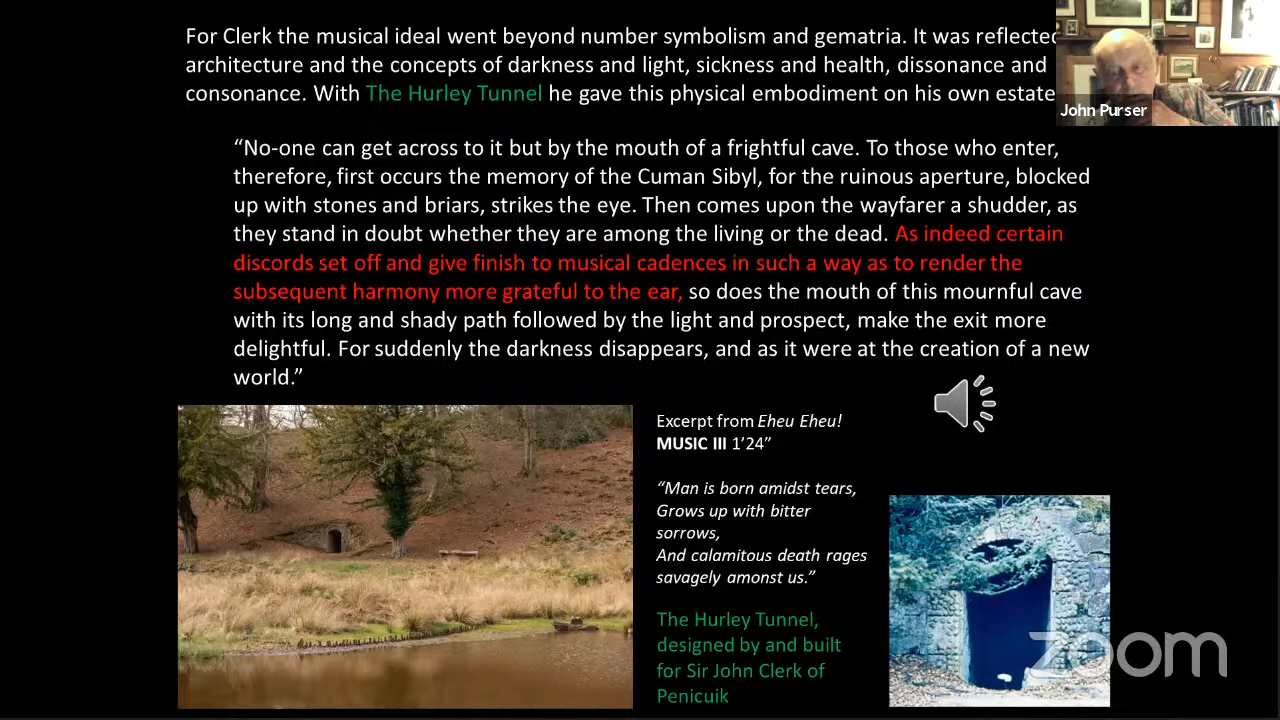 For Clerk the musical ideal went beyond number symbolism and gematria. It was reflected
architecture and the concepts of darkness and light, sickness and health, dissonance and
consonance. With The Hurley Tunnel he gave this physical embodiment on his own estate
John Purser
“No-one can get across to it but by the mouth of a frightful cave. To those who enter,
therefore, first occurs the memory of the Cuman Sibyl, for the ruinous aperture, blocked
up with stones and briars, strikes the eye. Then comes upon the wayfarer a shudder, as
they stand in doubt whether they are among the living or the dead. As indeed certain
discords set off and give finish to musical cadences in such a way as to render the
subsequent harmony more grateful to the ear, so does the mouth of this mournful cave
with its long and shady path followed by the light and prospect, make the exit more
delightful. For suddenly the darkness disappears, and as it were at the creation of a new
world.”
Excerpt from Eheu Eheu!
MUSIC III 1’24”
“Man is born amidst tears,
Grows up with bitter
sorrows,
And calamitous death rages
savagely amonst us.”
The Hurley Tunnel,
designed by and built
for Sir John Clerk of
Penicuik
zoom